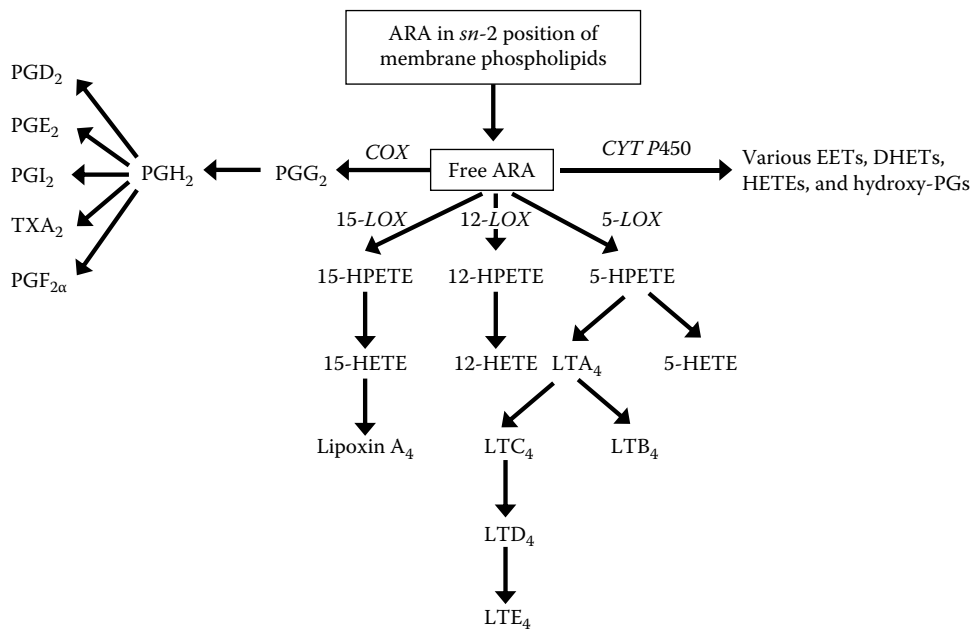 ARA in sn-2 position of
membrane phospholipids
PGD₂
PGE₂
PGI₂
TXA₂
PGF₂α
PGH₂
PGG₂
COX
Free ARA
CYT P450
Various EETs, DHETs,
HETEs, and hydroxy-PGs
15-LOX
12-LOX
5-LOX
15-HPETE
12-HPETE
5-HPETE
15-HETE
12-HETE
LTA₄
5-HETE
Lipoxin A₄
LTC₄
LTB₄
LTD₄
LTE₄